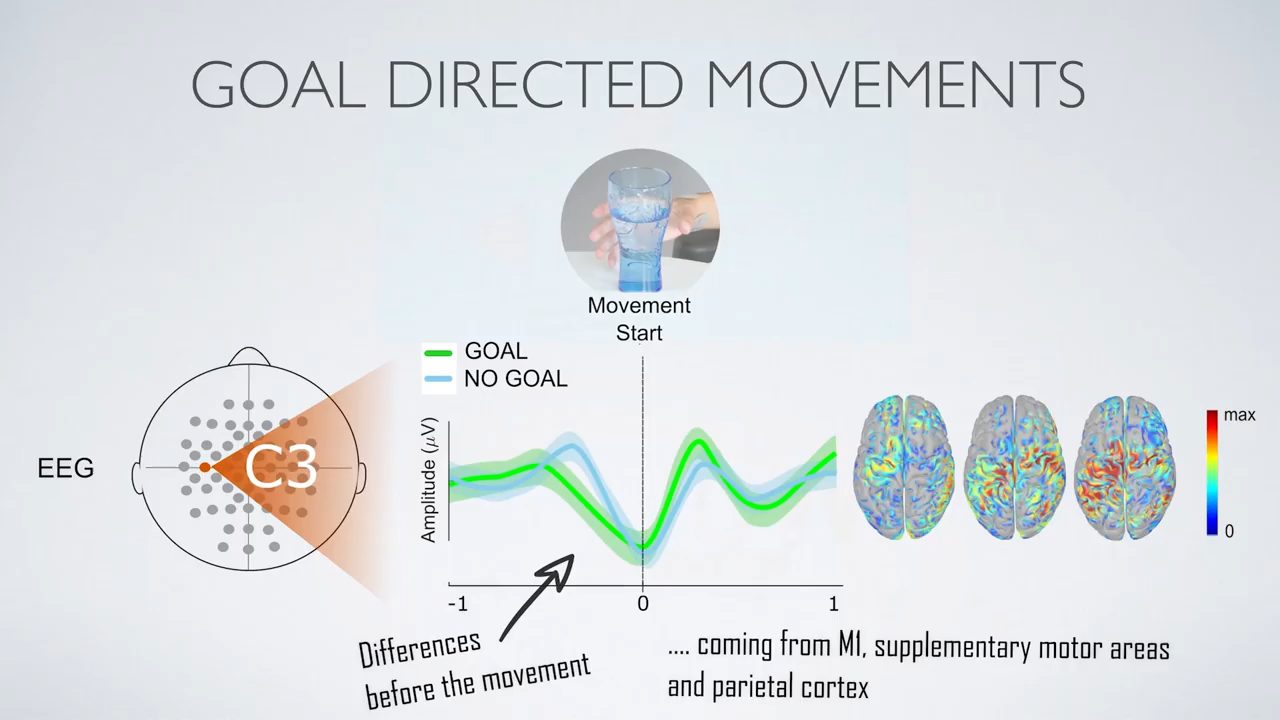 GOAL DIRECTED MOVEMENTS
Movement
Start
GOAL
NO GOAL
EEG
C3
Amplitude (μV)
-1
0
1
max
0
Differences
before the movement
.... coming from M1, supplementary motor areas
and parietal cortex